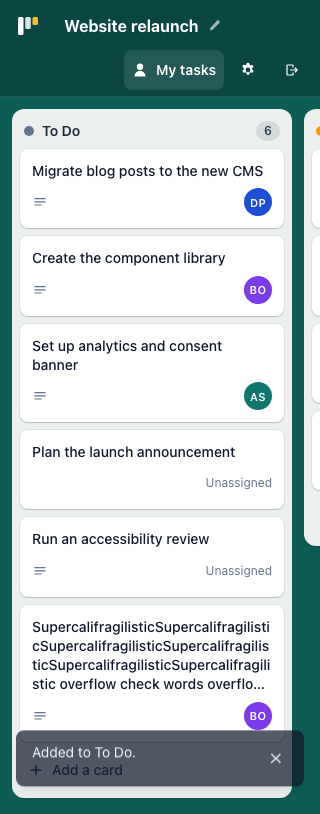 Website relaunch
My tasks
To Do
6
Migrate blog posts to the new CMS
DP
Create the component library
BO
Set up analytics and consent
banner
AS
Plan the launch announcement
Unassigned
Run an accessibility review
Unassigned
SupercalifragilisticSupercalifragilisti
cSupercalifragilisticSupercalifragilis
ticSupercalifragilisticSupercalifragili
stic overflow check words overflo...
BO
Added to To Do.
Add a card